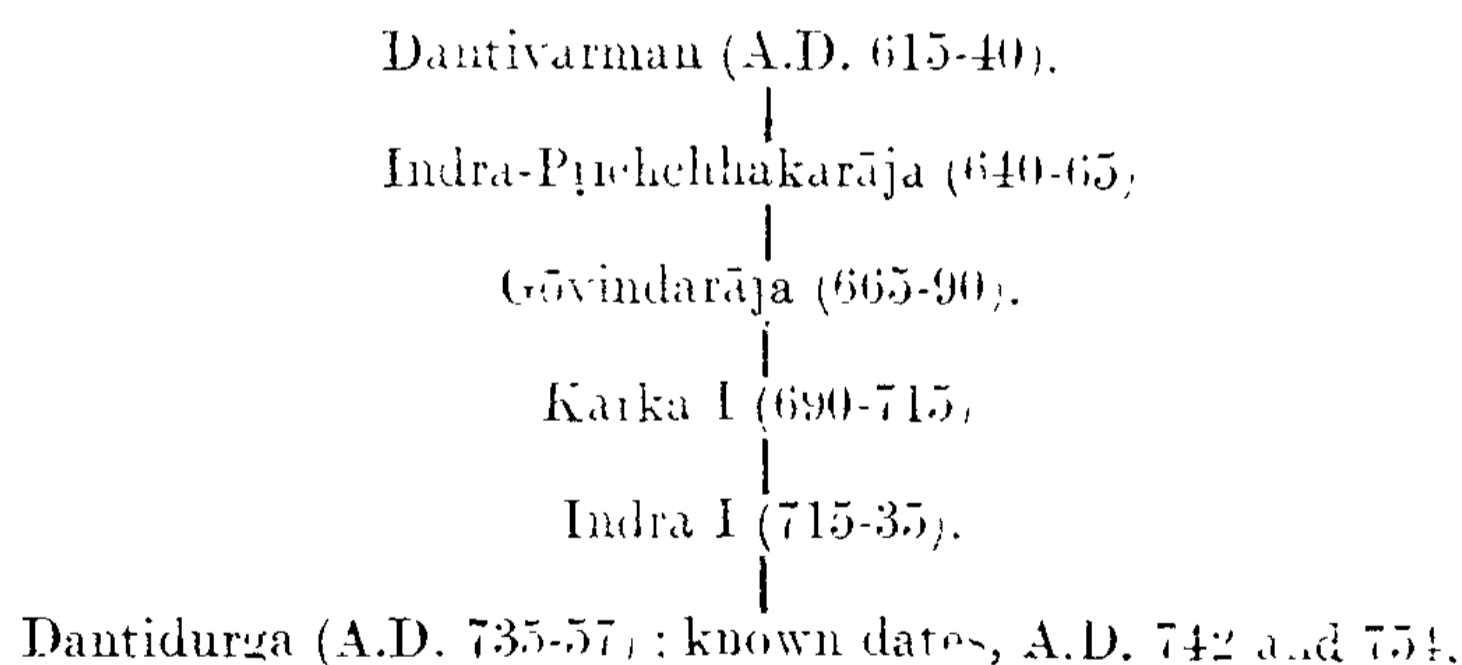 Dantivarman (A.D. 615-40).
Indra-Pṛichchhakarāja (640-65)
Gōvindarāja (665-90).
Karka I (690-715)
Indra I (715-35).
Dantidurga (A.D. 735-57) : known dates, A.D. 742 and 754.